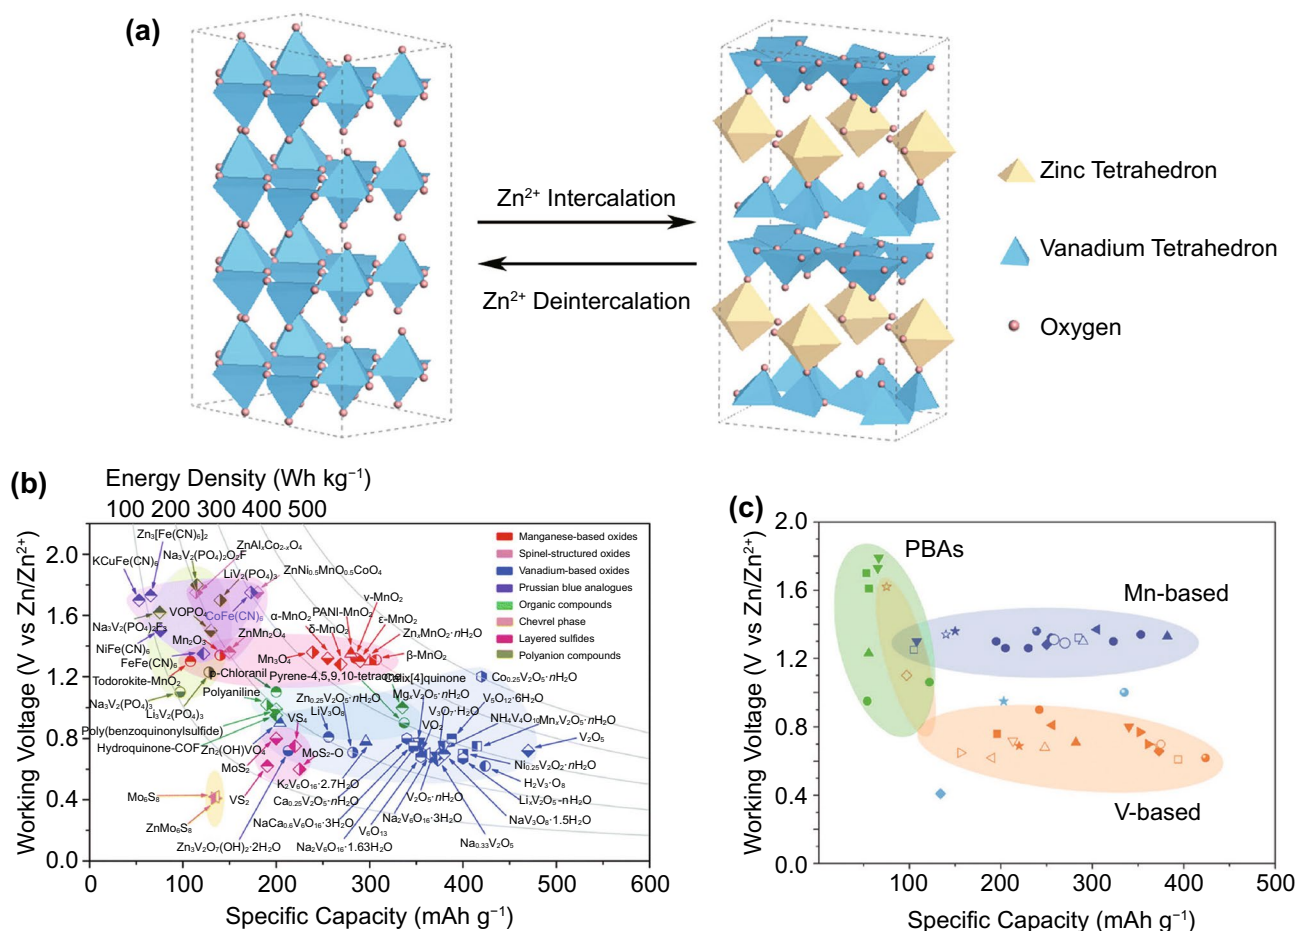 (a)
Zn²⁺ Intercalation
Zn²⁺ Deintercalation
Zinc Tetrahedron
Vanadium Tetrahedron
Oxygen
(b)
Energy Density (Wh kg⁻¹)
100 200 300 400 500
Working Voltage (V vs Zn/Zn²⁺)
2.0
1.6
1.2
0.8
0.4
0.0
0 100 200 300 400 500 600
Specific Capacity (mAh g⁻¹)
Manganese-based oxides
Spinel-structured oxides
Vanadium-based oxides
Prussian blue analogues
Organic compounds
Chevrel phase
Layered sulfides
Polyanion compounds
Zn₃[Fe(CN)₆]₂
KCuFe(CN)₆
Na₃V₂(PO₄)₂O₂F
ZnAlₓCo₂₋ₓO₄
LiV₂(PO₄)₃
ZnNi₀.₅MnO₀.₅CoO₄
VOPO₄
CoFe(CN)₆
α-MnO₂
PANI-MnO₂
v-MnO₂
δ-MnO₂
ε-MnO₂
Na₃V₂(PO₄)₂F₃
Mn₂O₃
ZnMn₂O₄
ZnₓMnO₂·nH₂O
NiFe(CN)₆
FeFe(CN)₆
Mn₃O₄
β-MnO₂
Todorokite-MnO₂
p-Chloranil
Pyrene-4,5,9,10-tetraone
Calix[4]quinone
Co₀.₂₅V₂O₅·nH₂O
Na₃V₂(PO₄)₃
Polyaniline
Zn₀.₂₅V₂O₅·nH₂O
MgₓV₂O₅·nH₂O
V₅O₁₂·6H₂O
Li₃V₂(PO₄)₃
VS₄
LiV₃O₈
V₃O₇·H₂O
Poly(benzoquinonylsulfide)
VO₂
NH₄V₄O₁₀
MnₓV₂O₅·nH₂O
Hydroquinone-COF
Zn₂(OH)VO₄
MoS₂-O
V₂O₅
MoS₂
Ni₀.₂₅V₂O₂·nH₂O
Mo₆S₈
VS₂
K₂V₆O₁₆·2.7H₂O
V₂O₅·nH₂O
H₂V₃·O₈
Ca₀.₂₅V₂O₅·nH₂O
LiₓV₂O₅-nH₂O
ZnMo₆S₈
NaCa₀.₆V₆O₁₆·3H₂O
Na₂V₆O₁₆·3H₂O
NaV₃O₈·1.5H₂O
V₆O₁₃
Na₀.₃₃V₂O₅
Zn₃V₂O₇(OH)₂·2H₂O
Na₂V₆O₁₆·1.63H₂O
(c)
Working Voltage (V vs Zn/Zn²⁺)
2.0
1.6
1.2
0.8
0.4
0.0
PBAs
Mn-based
V-based
100 200 300 400 500
Specific Capacity (mAh g⁻¹)